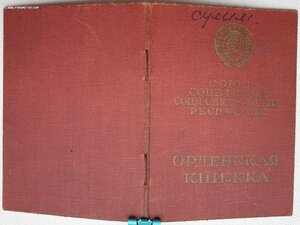 СОЮЗ
СОВЕТСКИХ
СОЦИАЛИСТИЧЕСКИХ
РЕСПУБЛИК
ОРДЕНСКАЯ
КНИЖКА